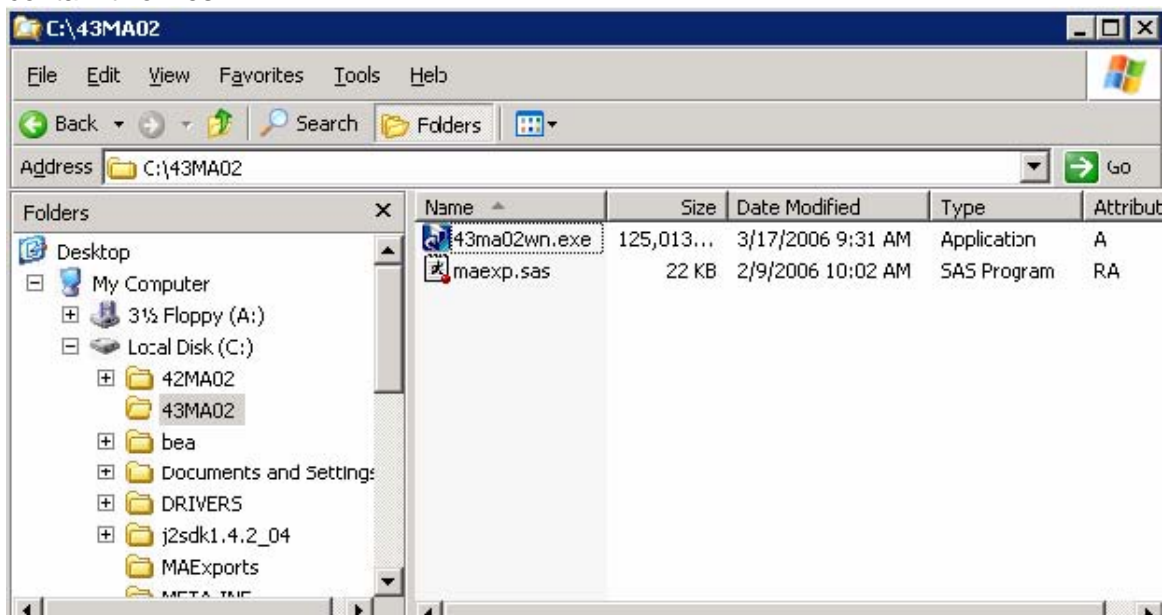 C:\43MA02
File Edit View Favorites Tools Help
Back Search Folders
Address C:\43MA02 Go
Folders x Name Size Date Modified Type Attribut
Desktop 43ma02wn.exe 125,013... 3/17/2006 9:31 AM Application A
My Computer maexp.sas 22 KB 2/9/2006 10:02 AM SAS Program RA
3½ Floppy (A:)
Local Disk (C:)
42MA02
43MA02
bea
Documents and Settings
DRIVERS
j2sdk1.4.2_04
MAExports